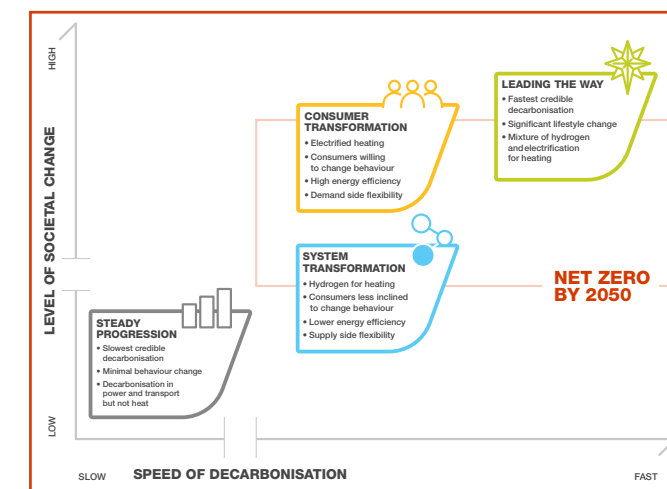 HIGH
LEVEL OF SOCIETAL CHANGE
LOW
LEADING THE WAY
• Fastest credible
decarbonisation
• Significant lifestyle change
• Mixture of hydrogen
andelectrification
for heating
CONSUMER
TRANSFORMATION
• Electrified heating
• Consumers willing
to change behaviour
• High energy efficiency
• Demand side flexibility
SYSTEM
TRANSFORMATION
• Hydrogen for heating
• Consumers less inclined
to change behaviour
• Lower energy efficiency
• Supply side flexibility
NET ZERO
BY 2050
STEADY
PROGRESSION
• Slowest credible
decarbonisation
• Minimal behaviour change
• Decarbonisation in
power and transport
but not heat
SLOW
SPEED OF DECARBONISATION
FAST